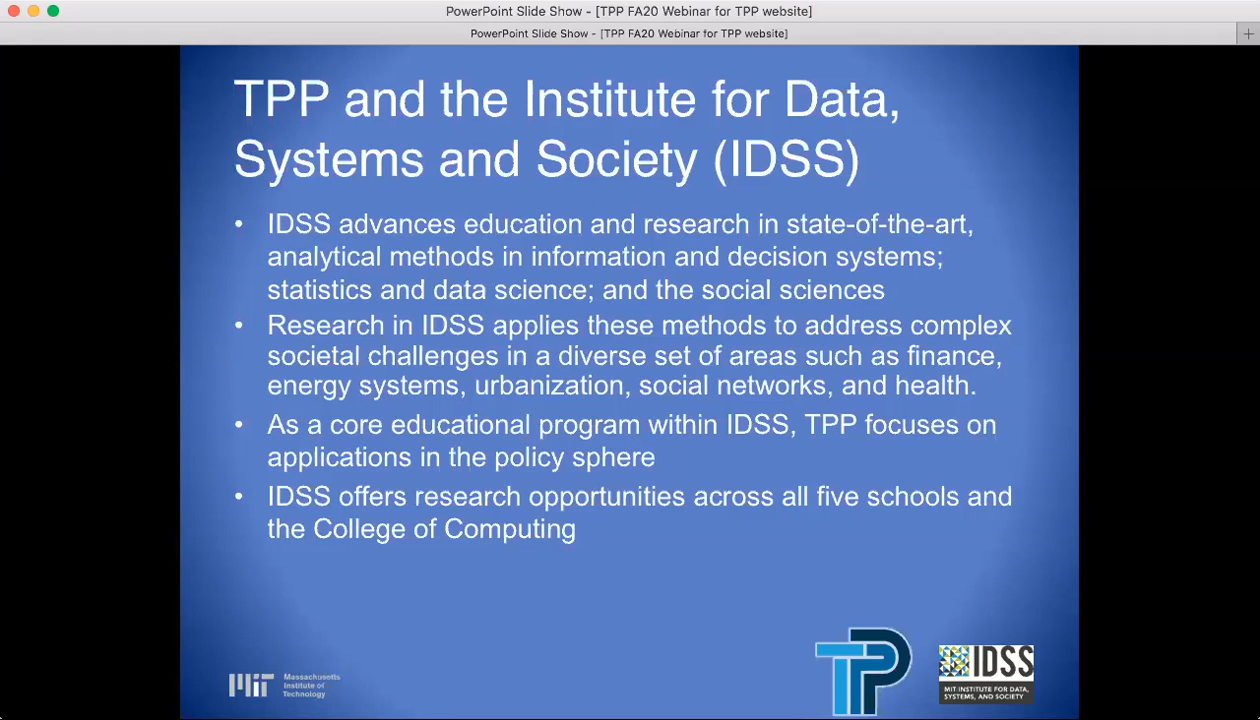 PowerPoint Slide Show - [TPP FA20 Webinar for TPP website]
PowerPoint Slide Show - [TPP FA20 Webinar for TPP website]
TPP and the Institute for Data,
Systems and Society (IDSS)
• IDSS advances education and research in state-of-the-art,
analytical methods in information and decision systems;
statistics and data science; and the social sciences
• Research in IDSS applies these methods to address complex
societal challenges in a diverse set of areas such as finance,
energy systems, urbanization, social networks, and health.
• As a core educational program within IDSS, TPP focuses on
applications in the policy sphere
• IDSS offers research opportunities across all five schools and
the College of Computing
MIT
Massachusetts
Institute of
Technology
TPP
IDSS
MIT INSTITUTE FOR DATA,
SYSTEMS, AND SOCIETY